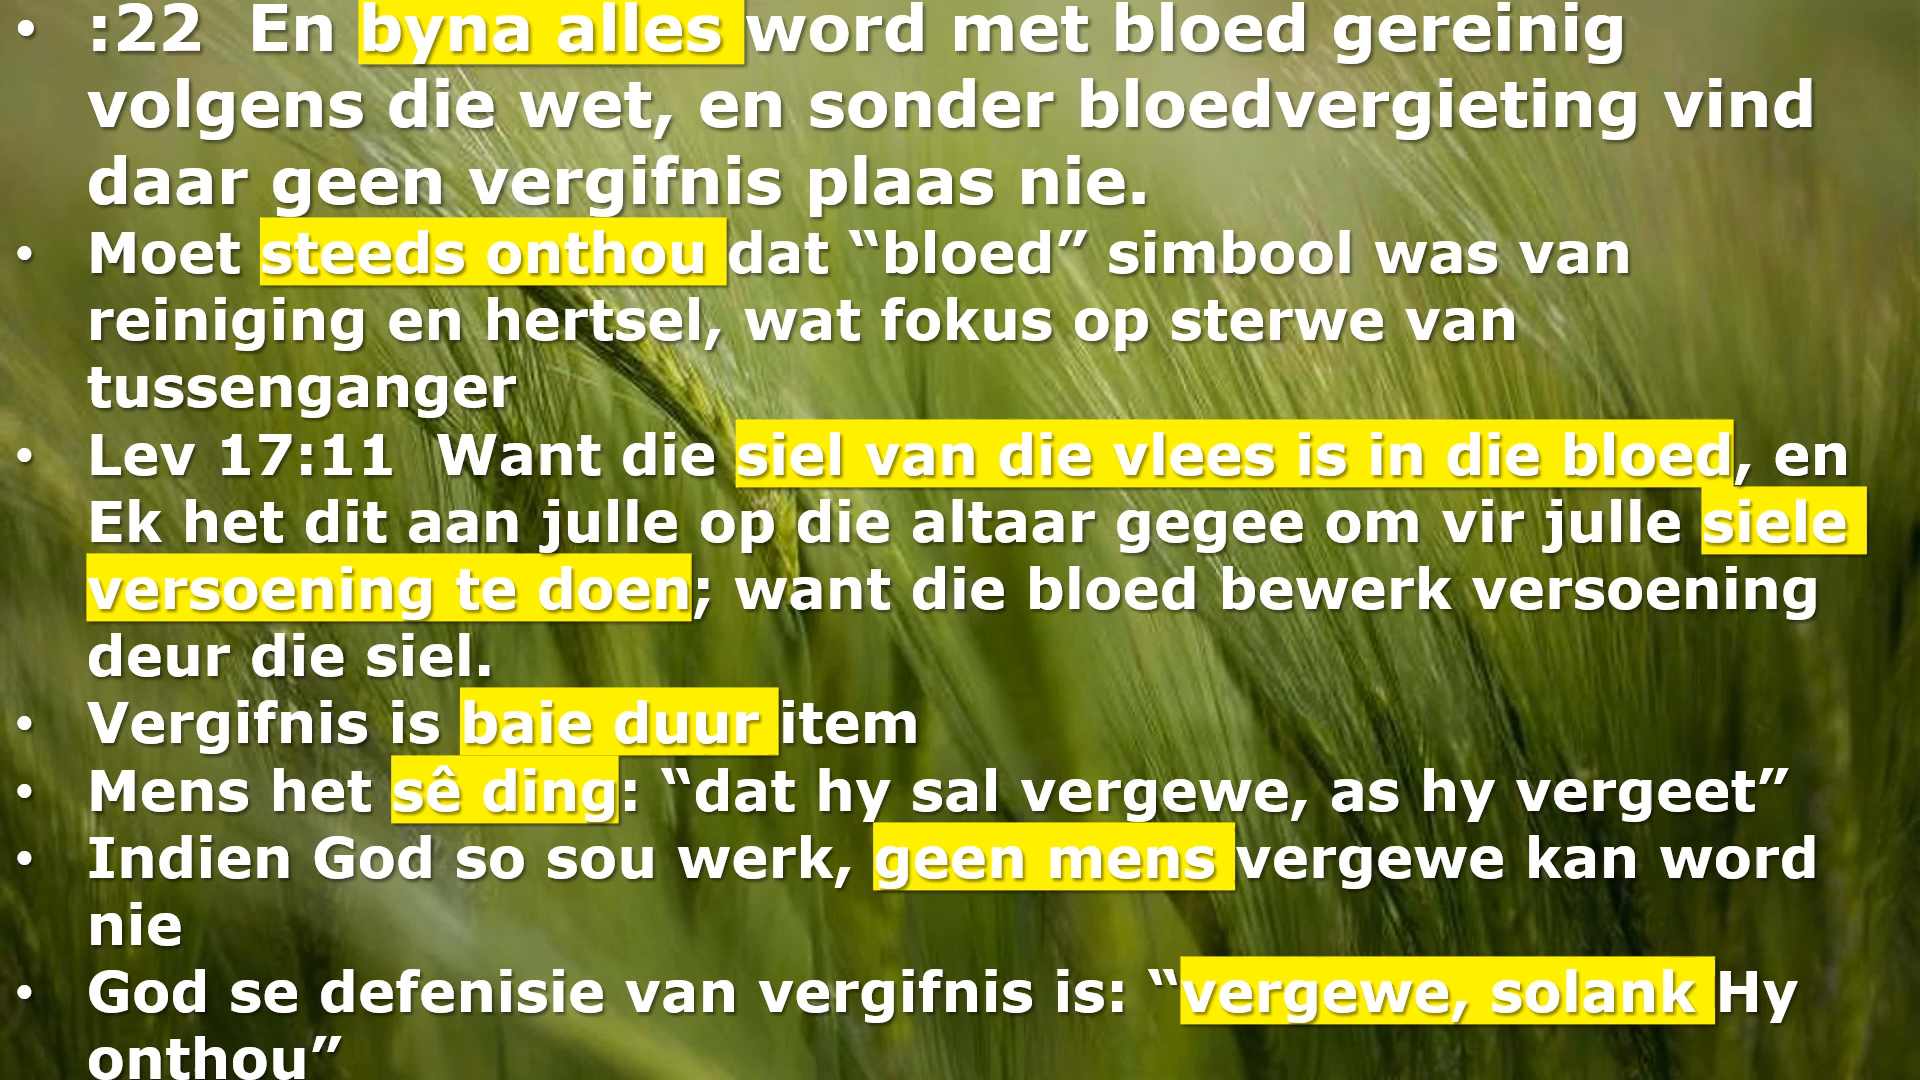 • :22  En byna alles word met bloed gereinig
volgens die wet, en sonder bloedvergieting vind
daar geen vergifnis plaas nie.
• Moet steeds onthou dat “bloed” simbool was van
reiniging en hertsel, wat fokus op sterwe van
tussenganger
• Lev 17:11  Want die siel van die vlees is in die bloed, en
Ek het dit aan julle op die altaar gegee om vir julle siele
versoening te doen; want die bloed bewerk versoening
deur die siel.
• Vergifnis is baie duur item
• Mens het sê ding: “dat hy sal vergewe, as hy vergeet”
• Indien God so sou werk, geen mens vergewe kan word
nie
• God se defenisie van vergifnis is: “vergewe, solank Hy
onthou”